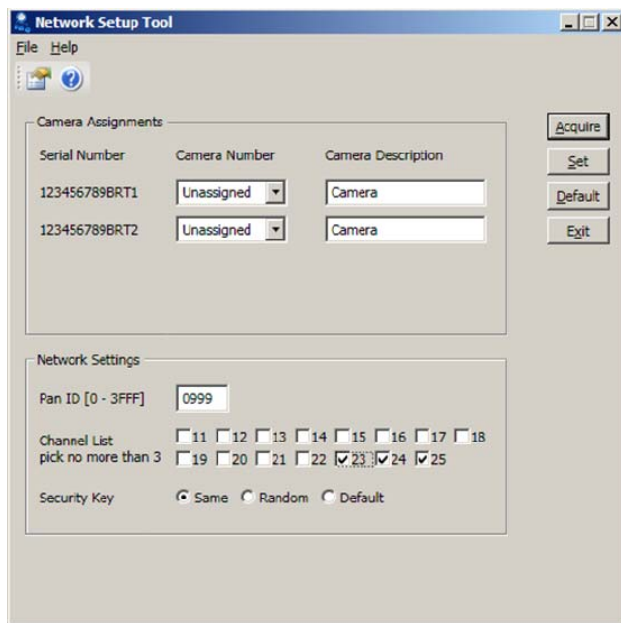 Network Setup Tool
File Help
Camera Assignments
Serial Number Camera Number Camera Description
123456789BRT1 Unassigned Camera
123456789BRT2 Unassigned Camera
Acquire
Set
Default
Exit
Network Settings
Pan ID [0 - 3FFF] 0999
Channel List
pick no more than 3
11 12 13 14 15 16 17 18
19 20 21 22 23 24 25
Security Key Same Random Default